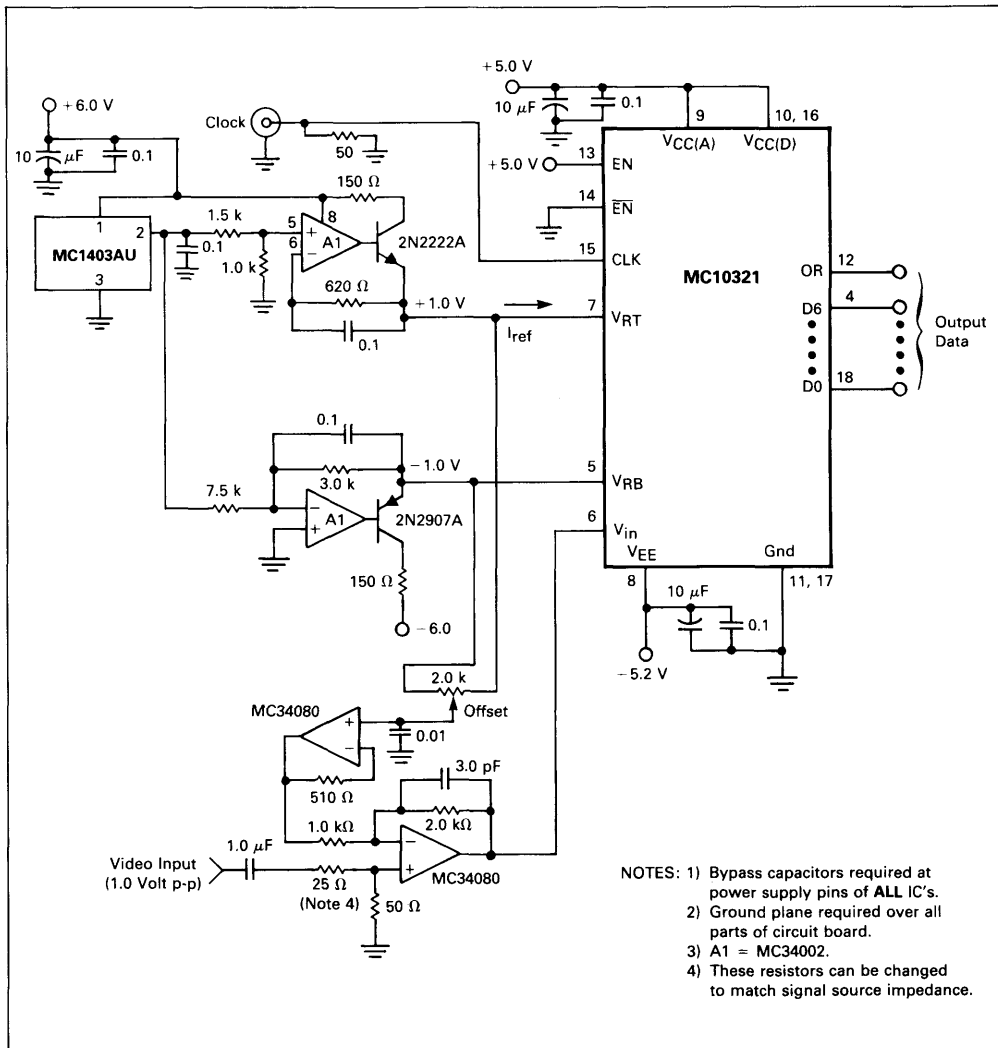 +5.0 V
10 μF
0.1
9
10, 16
VCC(A)
VCC(D)
+6.0 V
10 μF
0.1
Clock
50
+5.0 V
13
EN
14
EN
150 Ω
1
8
2
1.5 k
5
+
A1
6
−
2N2222A
MC1403AU
0.1
1.0 k
15
CLK
MC10321
3
620 Ω
+1.0 V
0.1
Iref
7
VRT
OR
12
D6
4
D0
18
Output
Data
0.1
3.0 k
−1.0 V
5
VRB
7.5 k
−
A1
+
2N2907A
6
Vin
150 Ω
VEE
Gnd
8
11, 17
10 μF
0.1
−6.0
−5.2 V
2.0 k
Offset
MC34080
+
−
0.01
510 Ω
3.0 pF
1.0 kΩ
2.0 kΩ
−
+
MC34080
1.0 μF
Video Input
(1.0 Volt p-p)
25 Ω
(Note 4)
50 Ω
NOTES: 1) Bypass capacitors required at
power supply pins of ALL IC's.
2) Ground plane required over all
parts of circuit board.
3) A1 = MC34002.
4) These resistors can be changed
to match signal source impedance.